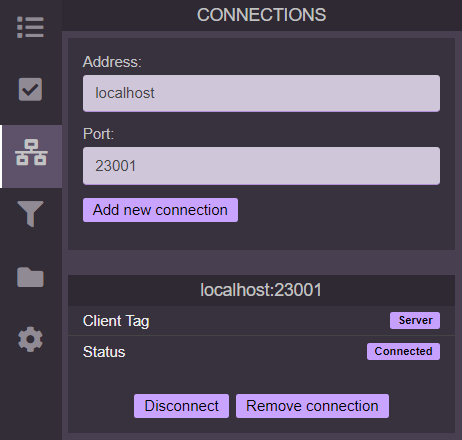 CONNECTIONS
Address:
localhost
Port:
23001
Add new connection
localhost:23001
Client Tag Server
Status Connected
Disconnect Remove connection